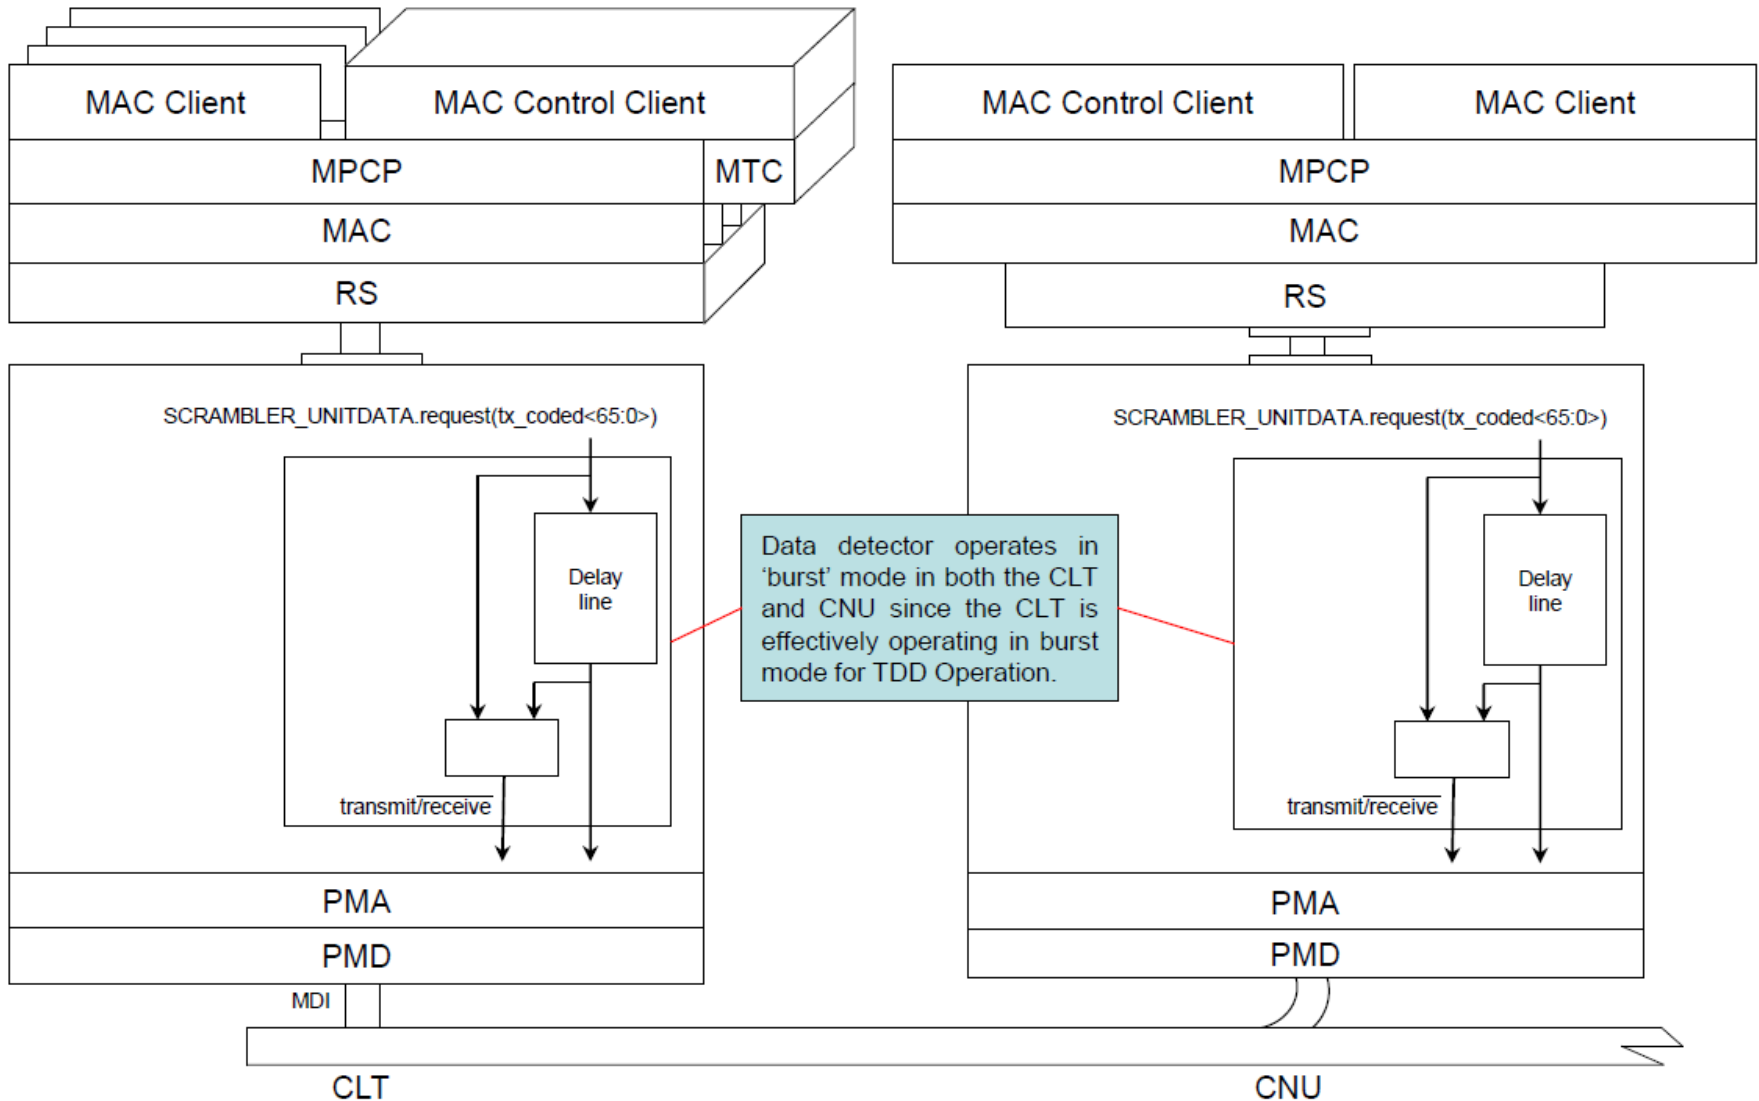 MAC Client
MAC Control Client
MPCP
MTC
MAC
RS
SCRAMBLER_UNITDATA.request(tx_coded<65:0>)
Delay
line
transmit/receive
PMA
PMD
MDI
CLT
Data detector operates in
‘burst’ mode in both the CLT
and CNU since the CLT is
effectively operating in burst
mode for TDD Operation.
MAC Control Client
MAC Client
MPCP
MAC
RS
SCRAMBLER_UNITDATA.request(tx_coded<65:0>)
Delay
line
transmit/receive
PMA
PMD
CNU